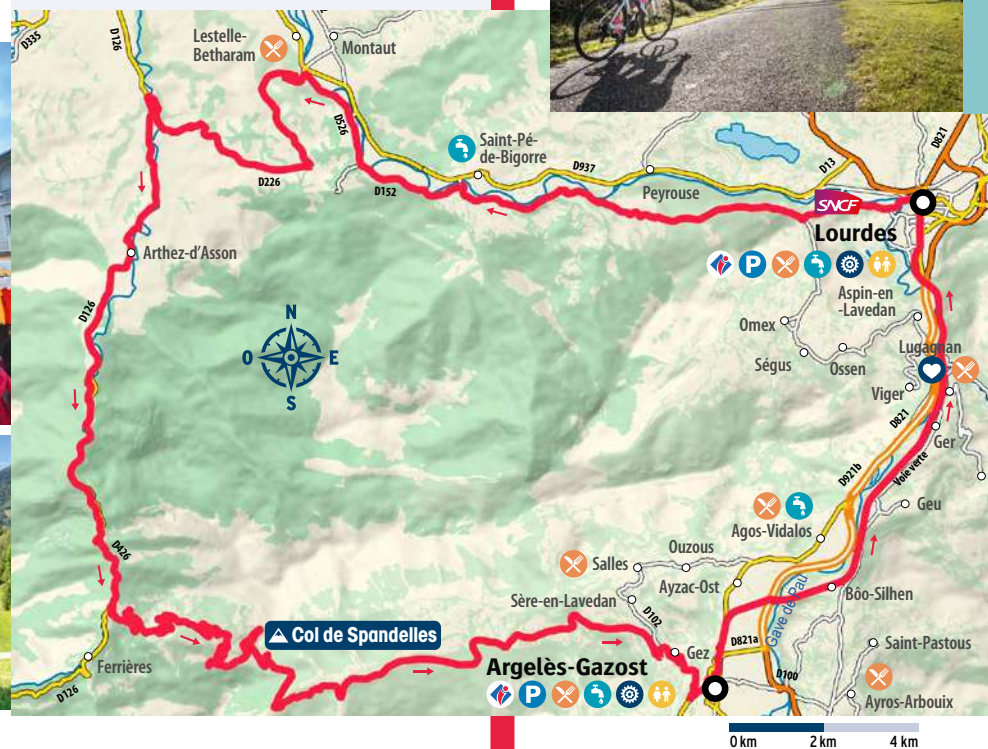 D335
D126
Lestelle-
Betharam
Montaut
D526
Saint-Pé-
de-Bigorre
D937
D13
D821
D226
D152
Peyrouse
SNCF
Lourdes
P
Arthez-d'Asson
D126
N
O E
S
Aspin-en
-Lavedan
Omex
Ségus
Ossen
Lugagnan
Viger
D821
Ger
Voie verte
D921b
Geu
Agos-Vidalos
D426
Salles
Ouzous
Ayzac-Ost
Sère-en-Lavedan
D102
Gave de Pau
Bôo-Silhen
Col de Spandelles
D821a
Saint-Pastous
Ferrières
D126
Argelès-Gazost
P
Gez
D100
Ayros-Arbouix
0 km 2 km 4 km